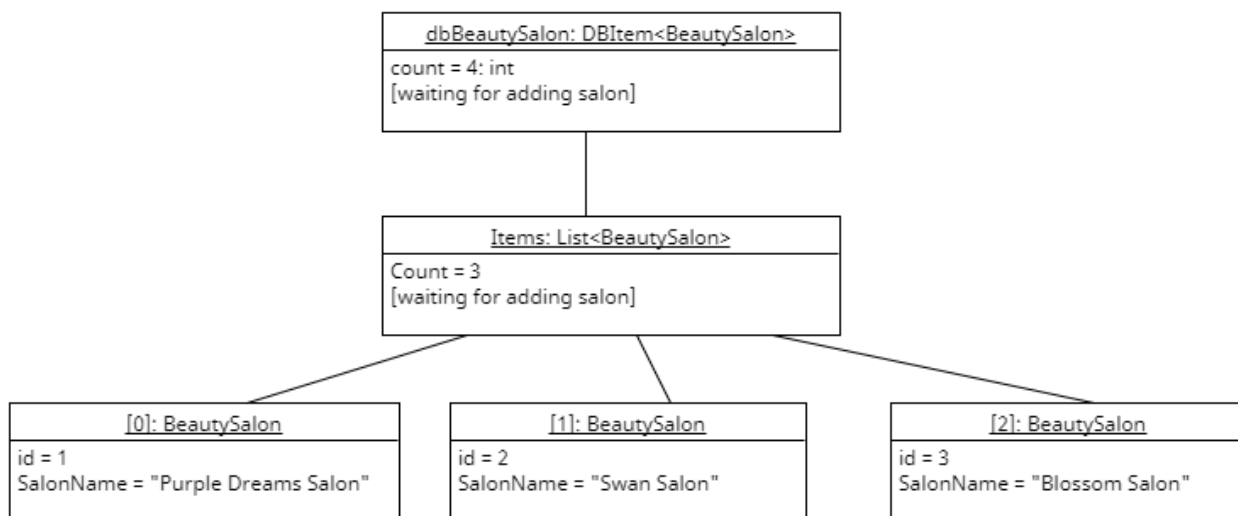 dbBeautySalon: DBItem<BeautySalon>
count = 4: int
[waiting for adding salon]
Items: List<BeautySalon>
Count = 3
[waiting for adding salon]
[0]: BeautySalon
id = 1
SalonName = "Purple Dreams Salon"
[1]: BeautySalon
id = 2
SalonName = "Swan Salon"
[2]: BeautySalon
id = 3
SalonName = "Blossom Salon"